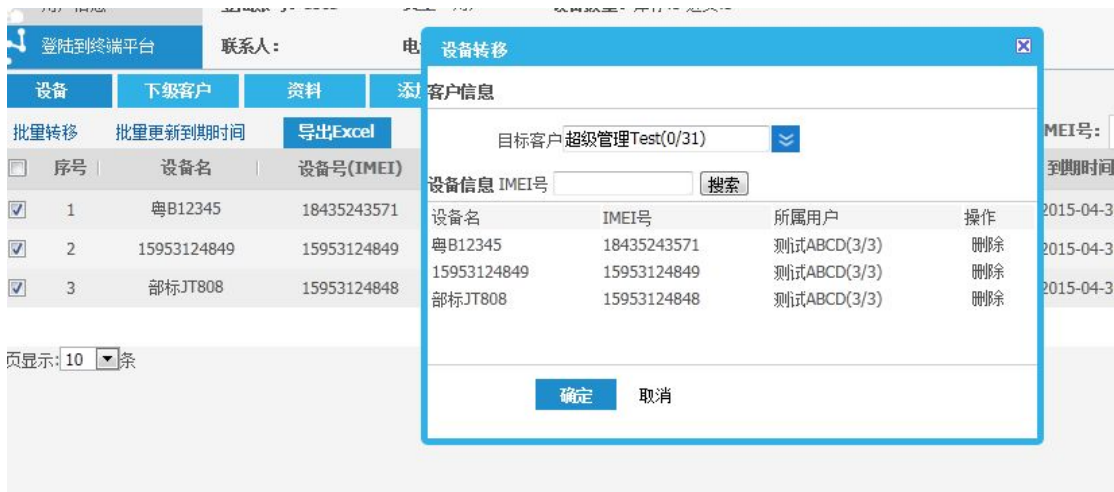 登陆到终端平台 联系人：
设备 下级客户 资料
批量转移 批量更新到期时间 导出Excel
序号 设备名 设备号(IMEI)
1 粤B12345 18435243571
2 15953124849 15953124849
3 部标JT808 15953124848
页显示:10 条
设备转移
客户信息
目标客户 超级管理Test(0/31)
设备信息 IMEI号 搜索
设备名 IMEI号 所属用户 操作
粤B12345 18435243571 测试ABCD(3/3) 删除
15953124849 15953124849 测试ABCD(3/3) 删除
部标JT808 15953124848 测试ABCD(3/3) 删除
确定 取消
MEI号:
到期时间
2015-04-3
2015-04-3
2015-04-3